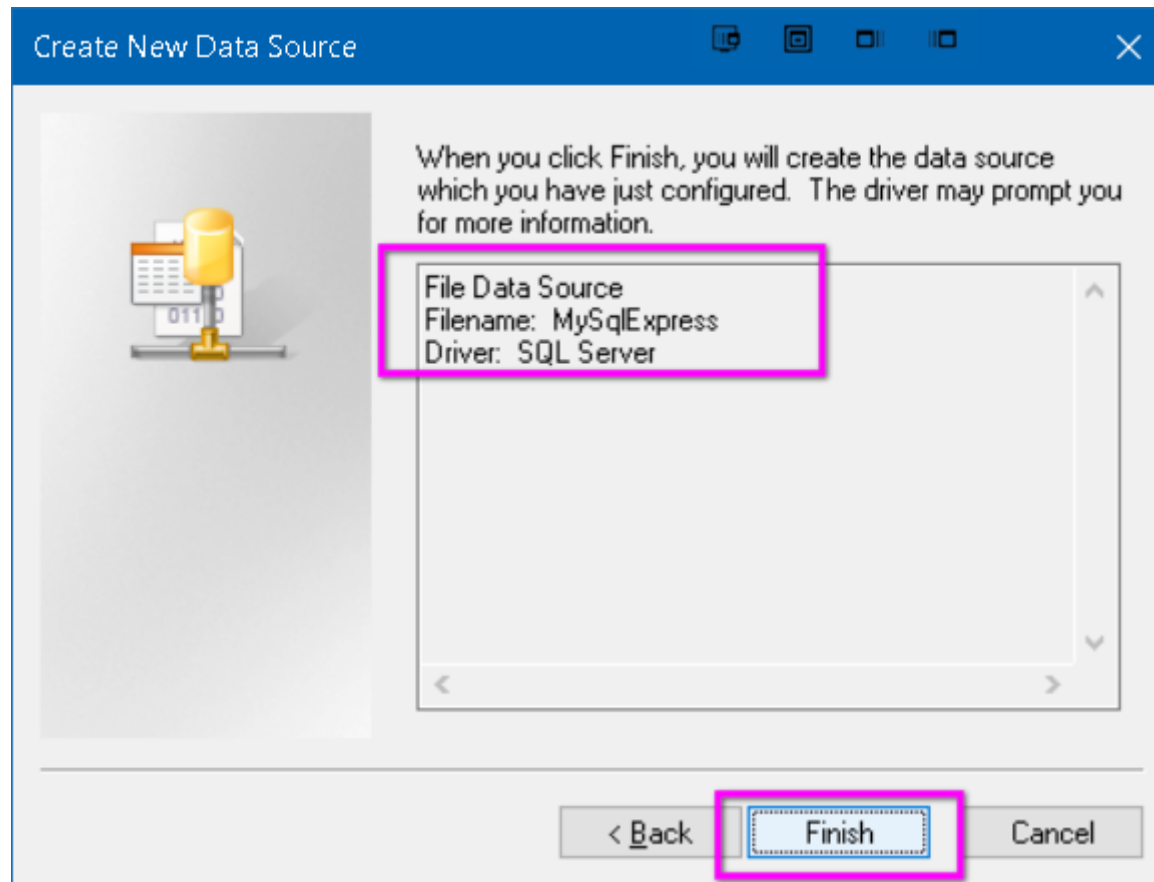 Create New Data Source
When you click Finish, you will create the data source
which you have just configured.  The driver may prompt you
for more information.
File Data Source
Filename:  MySqlExpress
Driver:  SQL Server
< Back
Finish
Cancel